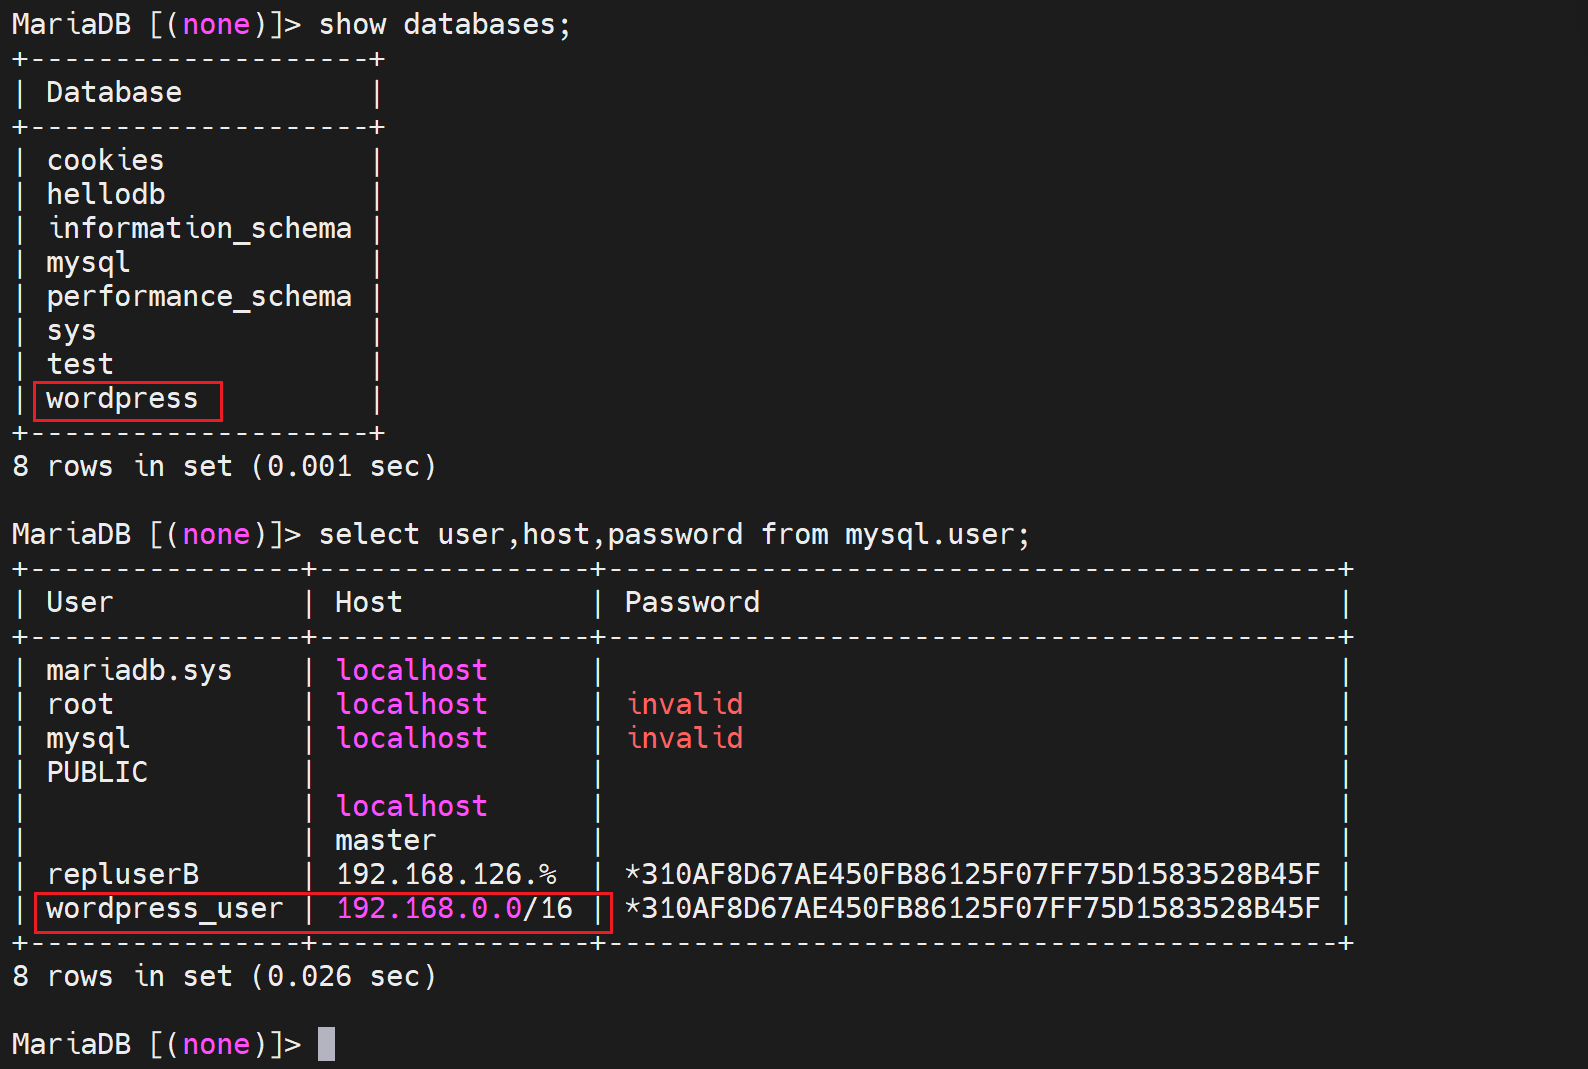 MariaDB [(none)]> show databases;
+--------------------+
| Database           |
+--------------------+
| cookies            |
| hellodb            |
| information_schema |
| mysql              |
| performance_schema |
| sys                |
| test               |
| wordpress          |
+--------------------+
8 rows in set (0.001 sec)

MariaDB [(none)]> select user,host,password from mysql.user;
+----------------+----------------+-------------------------------------------+
| User           | Host           | Password                                  |
+----------------+----------------+-------------------------------------------+
| mariadb.sys    | localhost      |                                           |
| root           | localhost      | invalid                                   |
| mysql          | localhost      | invalid                                   |
| PUBLIC         |                |                                           |
|                | localhost      |                                           |
|                | master         |                                           |
| repluserB      | 192.168.126.%  | *310AF8D67AE450FB86125F07FF75D1583528B45F |
| wordpress_user | 192.168.0.0/16 | *310AF8D67AE450FB86125F07FF75D1583528B45F |
+----------------+----------------+-------------------------------------------+
8 rows in set (0.026 sec)

MariaDB [(none)]>